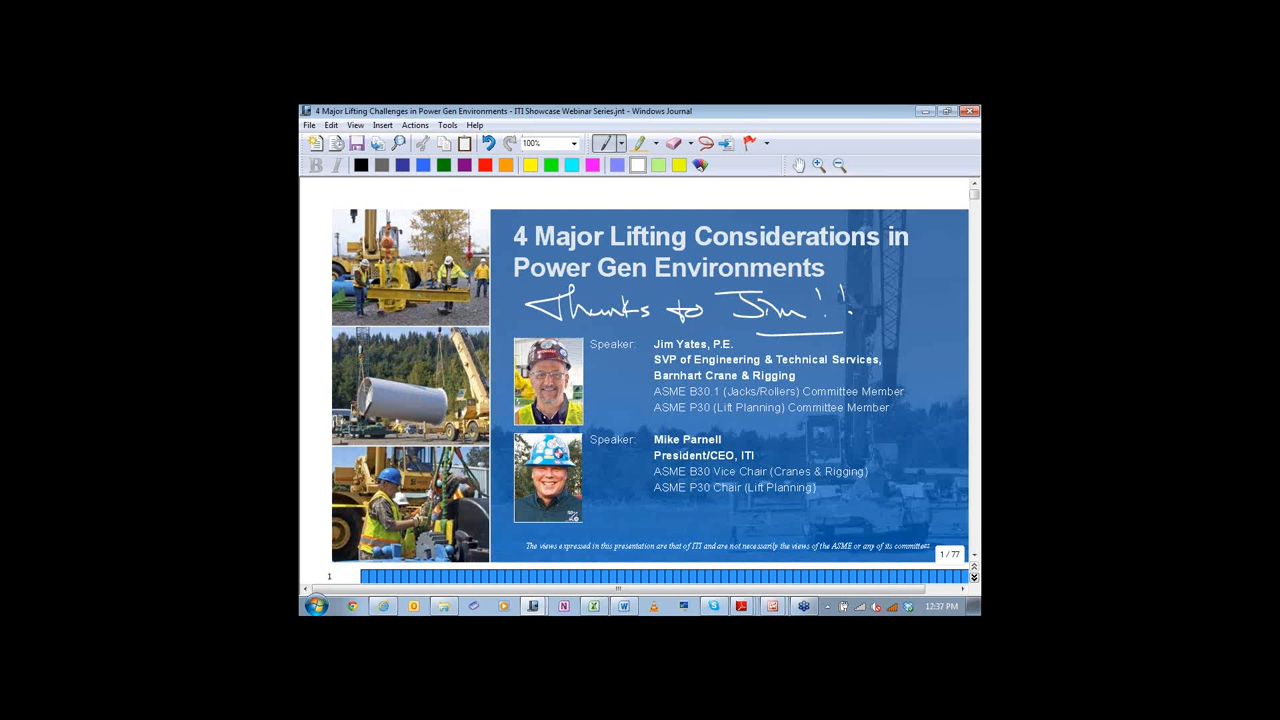 4 Major Lifting Challenges in Power Gen Environments - ITI Showcase Webinar Series.jnt - Windows Journal
File Edit View Insert Actions Tools Help
100%
B I
4 Major Lifting Considerations in
Power Gen Environments
Thanks to Jim!!
Speaker: Jim Yates, P.E.
SVP of Engineering & Technical Services,
Barnhart Crane & Rigging
ASME B30.1 (Jacks/Rollers) Committee Member
ASME P30 (Lift Planning) Committee Member
Speaker: Mike Parnell
President/CEO, ITI
ASME B30 Vice Chair (Cranes & Rigging)
ASME P30 Chair (Lift Planning)
The views expressed in this presentation are that of ITI and are not necessarily the views of the ASME or any of its committees
1 / 77
1
12:37 PM